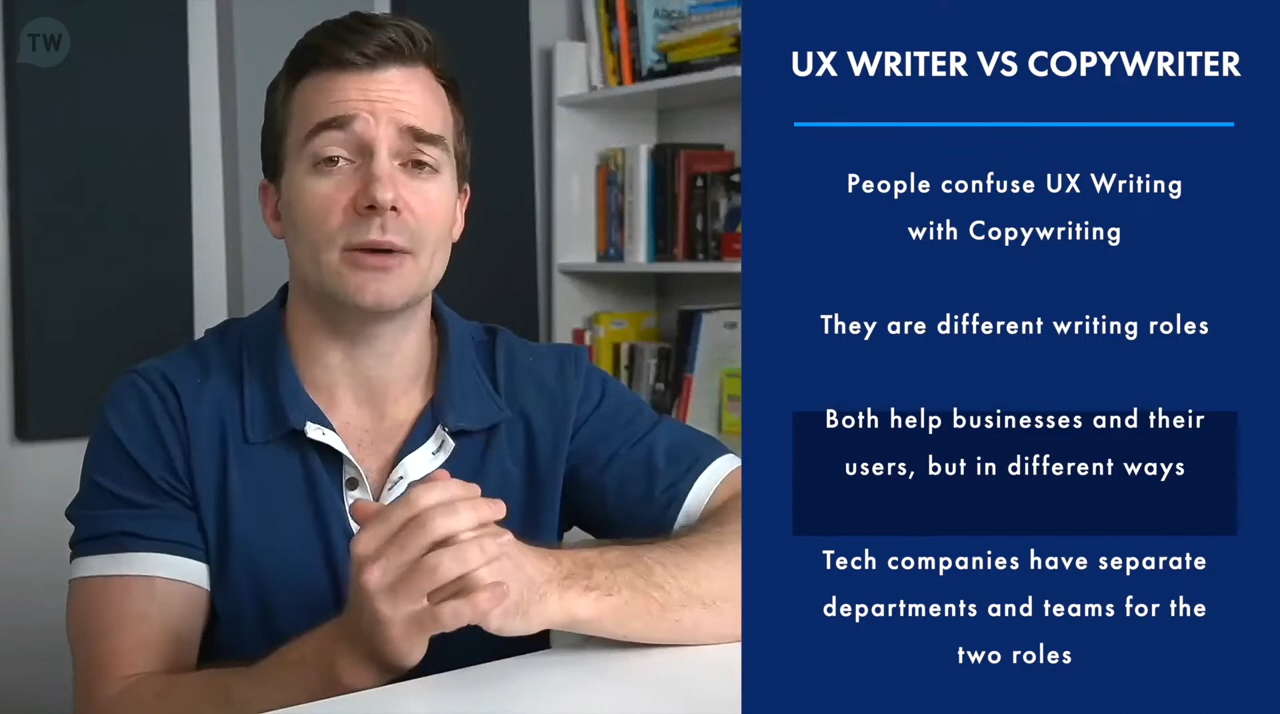 TW
UX WRITER VS COPYWRITER
People confuse UX Writing
with Copywriting
They are different writing roles
Both help businesses and their
users, but in different ways
Tech companies have separate
departments and teams for the
two roles